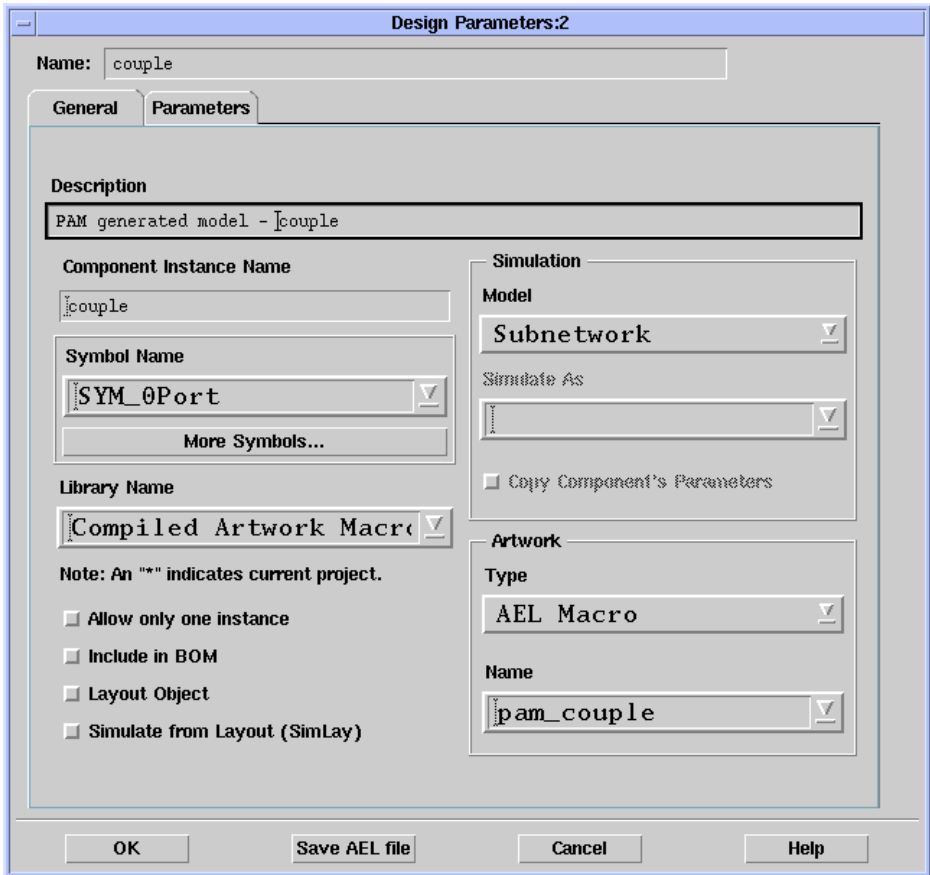 Design Parameters:2
Name: couple
General Parameters
Description
PAM generated model - couple
Component Instance Name
couple
Symbol Name
SYM_0Port
More Symbols...
Library Name
Compiled Artwork Macr
Note: An "*" indicates current project.
Allow only one instance
Include in BOM
Layout Object
Simulate from Layout (SimLay)
Simulation
Model
Subnetwork
Simulate As
Copy Component's Parameters
Artwork
Type
AEL Macro
Name
pam_couple
OK Save AEL file Cancel Help